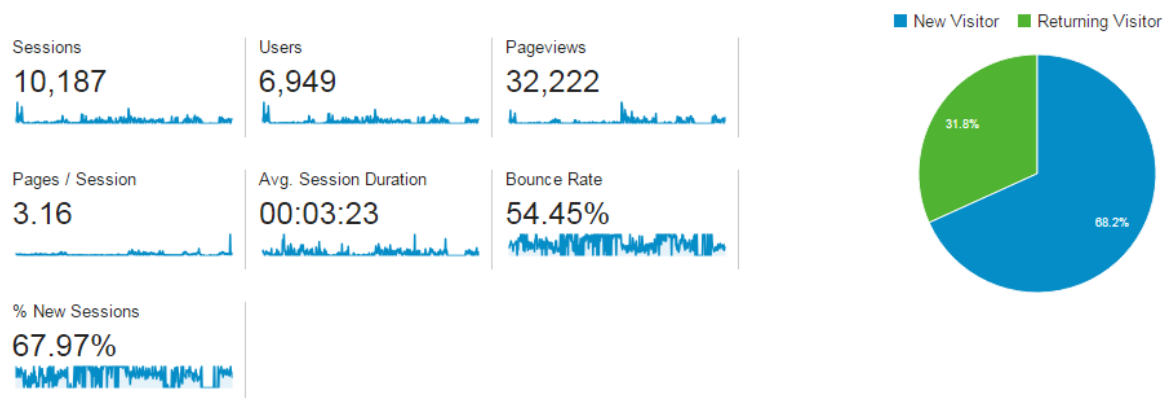 New Visitor Returning Visitor
Sessions Users Pageviews
10,187 6,949 32,222
Pages / Session Avg. Session Duration Bounce Rate
3.16 00:03:23 54.45%
% New Sessions
67.97%
31.8%
68.2%